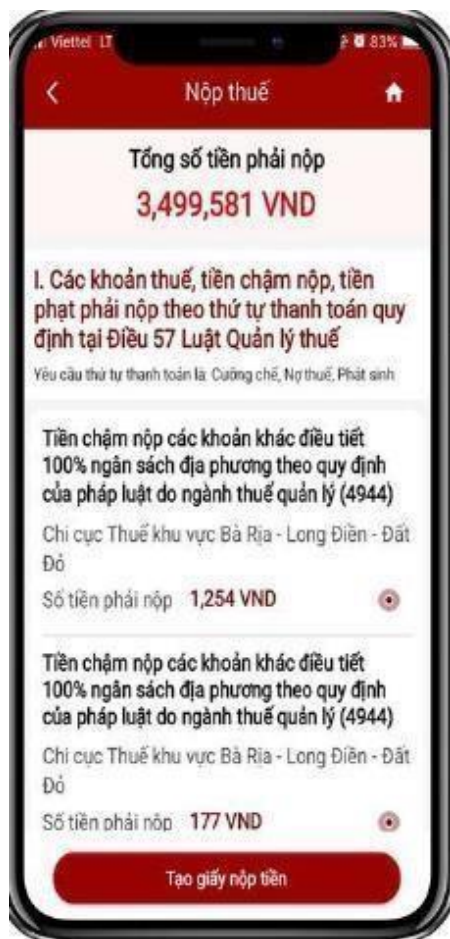 Viettel LT
83%
Nộp thuế
Tổng số tiền phải nộp
3,499,581 VND
I. Các khoản thuế, tiền chậm nộp, tiền
phạt phải nộp theo thứ tự thanh toán quy
định tại Điều 57 Luật Quản lý thuế
Yêu cầu thứ tự thanh toán là: Cưỡng chế, Nợ thuế, Phát sinh
Tiền chậm nộp các khoản khác điều tiết
100% ngân sách địa phương theo quy định
của pháp luật do ngành thuế quản lý (4944)
Chi cục Thuế khu vực Bà Rịa - Long Điền - Đất
Đỏ
Số tiền phải nộp 1,254 VND
Tiền chậm nộp các khoản khác điều tiết
100% ngân sách địa phương theo quy định
của pháp luật do ngành thuế quản lý (4944)
Chi cục Thuế khu vực Bà Rịa - Long Điền - Đất
Đỏ
Số tiền phải nộp 177 VND
Tạo giấy nộp tiền